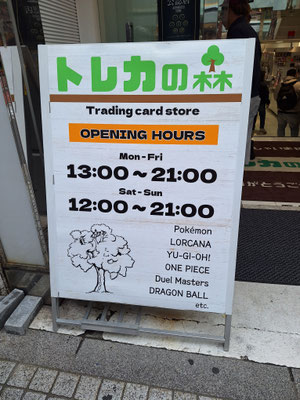 トレカの森
Trading card store
OPENING HOURS
Mon-Fri
13:00～21:00
Sat-Sun
12:00～21:00
Pokémon
LORCANA
YU-GI-OH!
ONE PIECE
Duel Masters
DRAGON BALL
etc.